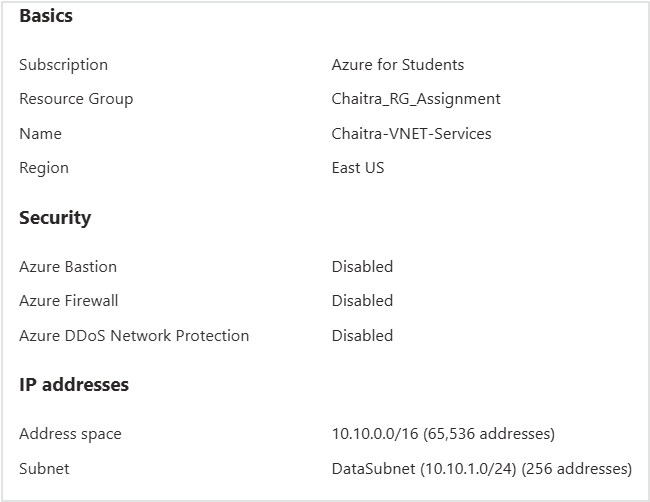 Basics
Subscription Azure for Students
Resource Group Chaitra_RG_Assignment
Name Chaitra-VNET-Services
Region East US
Security
Azure Bastion Disabled
Azure Firewall Disabled
Azure DDoS Network Protection Disabled
IP addresses
Address space 10.10.0.0/16 (65,536 addresses)
Subnet DataSubnet (10.10.1.0/24) (256 addresses)